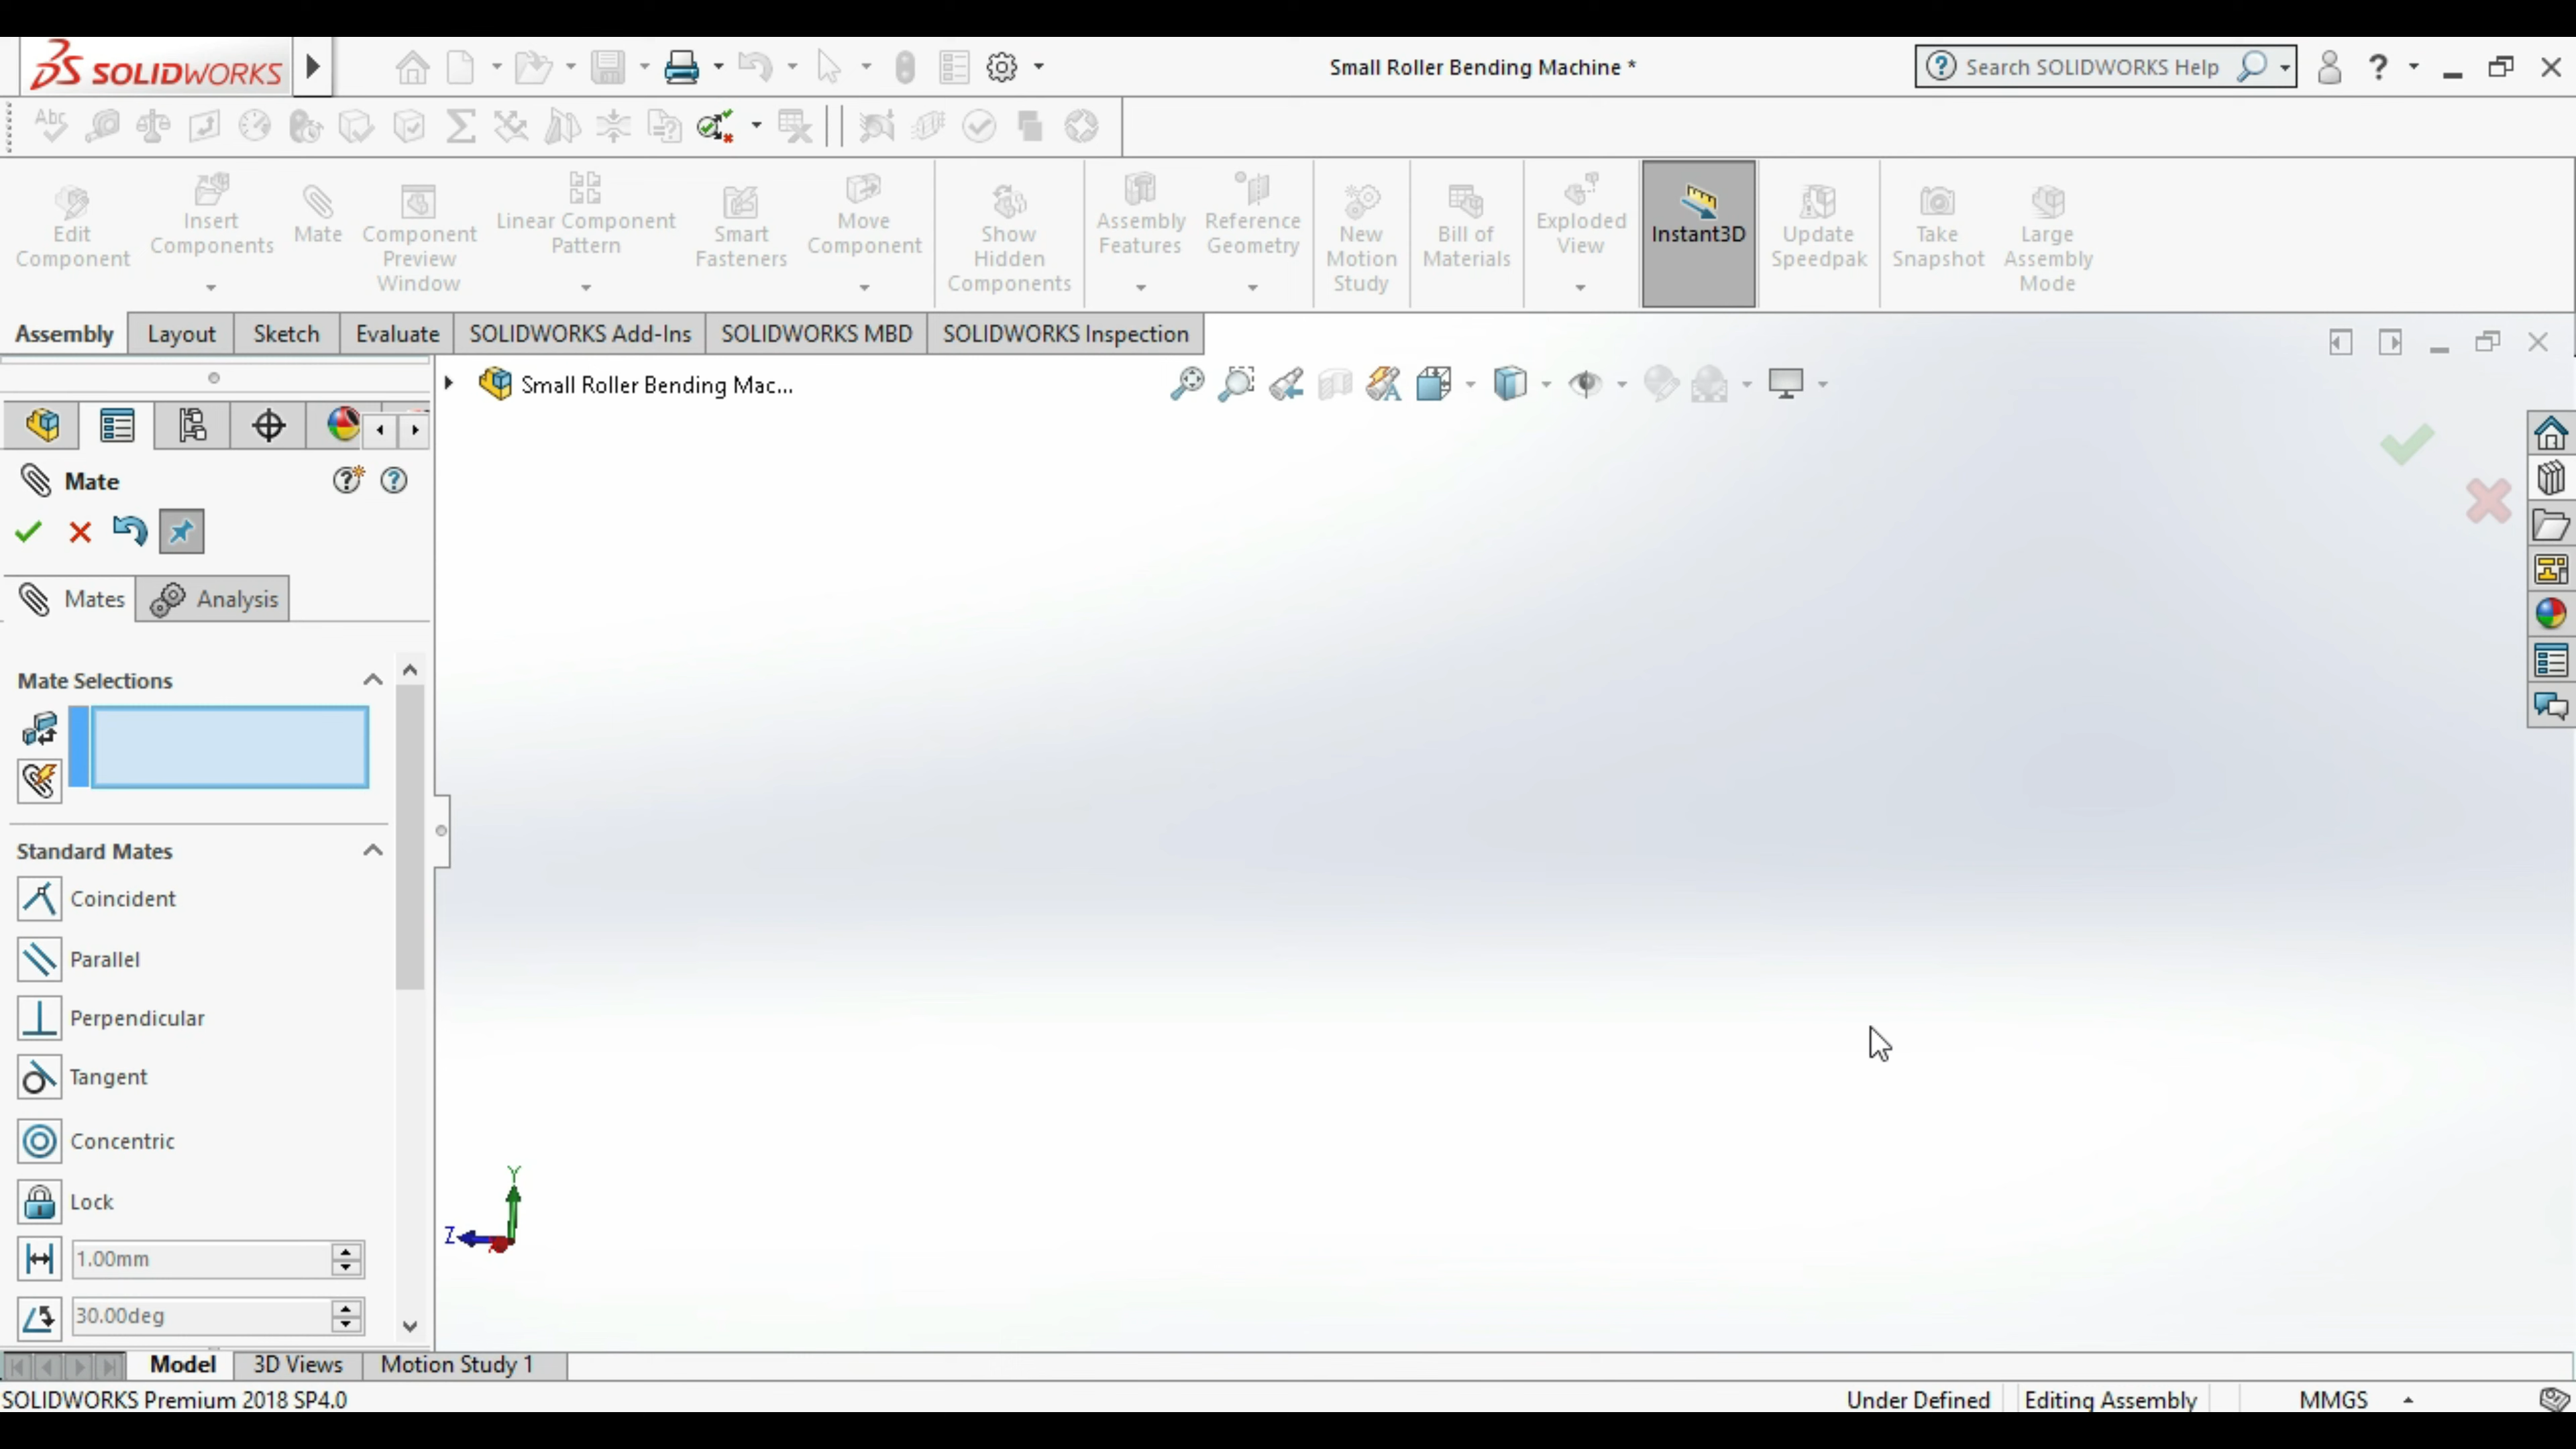 SOLIDWORKS
Small Roller Bending Machine *
Search SOLIDWORKS Help
?
Abc
Edit Component
Insert Components
Mate
Component Preview Window
Linear Component Pattern
Smart Fasteners
Move Component
Show Hidden Components
Assembly Features
Reference Geometry
New Motion Study
Bill of Materials
Exploded View
Instant3D
Update Speedpak
Take Snapshot
Large Assembly Mode
Assembly
Layout
Sketch
Evaluate
SOLIDWORKS Add-Ins
SOLIDWORKS MBD
SOLIDWORKS Inspection
Small Roller Bending Mac...
Mate
Mates
Analysis
Mate Selections
Standard Mates
Coincident
Parallel
Perpendicular
Tangent
Concentric
Lock
1.00mm
30.00deg
Y
Z
Model
3D Views
Motion Study 1
SOLIDWORKS Premium 2018 SP4.0
Under Defined
Editing Assembly
MMGS